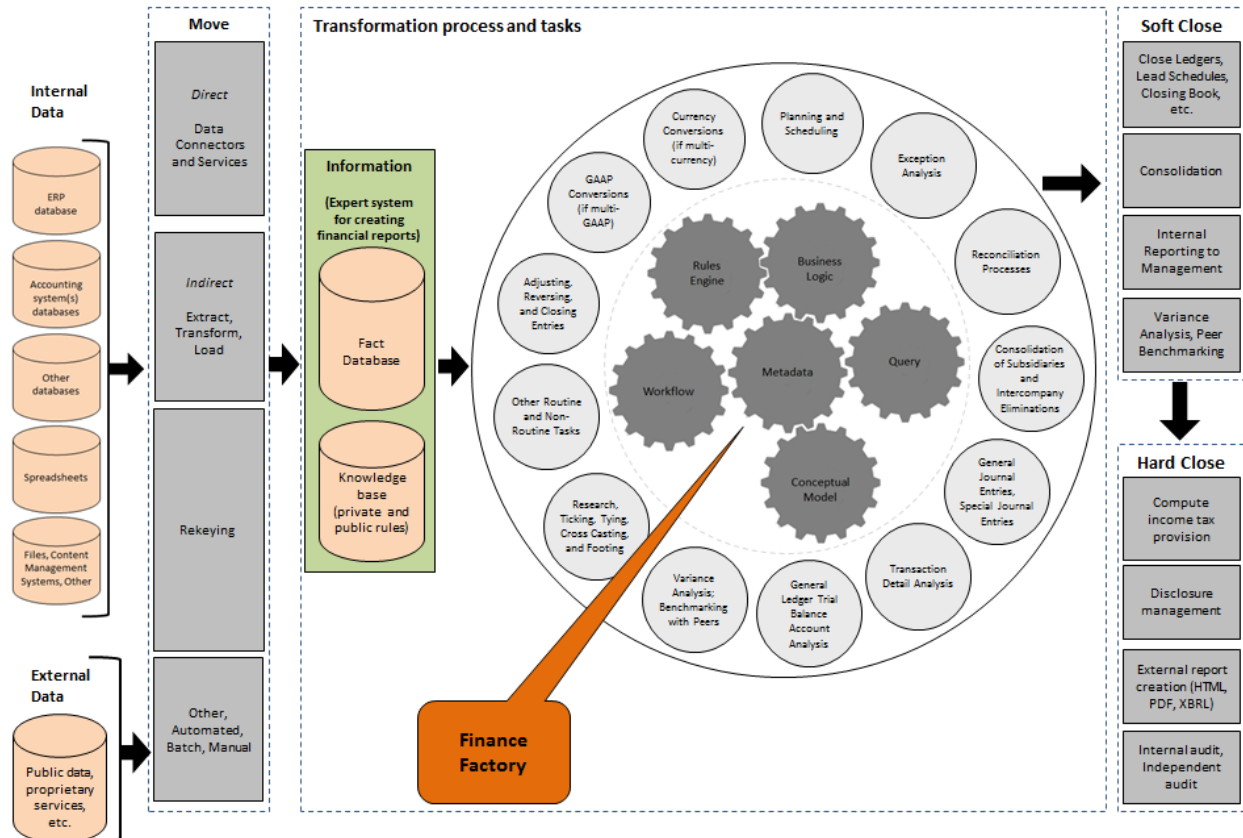 Internal
Data
ERP
database
Accounting
system(s)
databases
Other
databases
Spreadsheets
Files, Content
Management
Systems, Other
External
Data
Public data,
proprietary
services,
etc.
Move
Direct
Data
Connectors
and Services
Indirect
Extract,
Transform,
Load
Rekeying
Other,
Automated,
Batch, Manual
Transformation process and tasks
Information
(Expert system
for creating
financial reports)
Fact
Database
Knowledge
base
(private and
public rules)
Planning and
Scheduling
Exception
Analysis
Reconciliation
Processes
Consolidation
of Subsidiaries
and
Intercompany
Eliminations
General
Journal
Entries,
Special Journal
Entries
Transaction
Detail Analysis
General
Ledger Trial
Balance
Account
Analysis
Variance
Analysis;
Benchmarking
with Peers
Research,
Ticking, Tying,
Cross Casting,
and Footing
Other Routine
and Non-
Routine Tasks
Adjusting,
Reversing,
and Closing
Entries
GAAP
Conversions
(if multi-
GAAP)
Currency
Conversions
(if multi-
currency)
Rules
Engine
Business
Logic
Workflow
Metadata
Query
Conceptual
Model
Finance
Factory
Soft Close
Close Ledgers,
Lead Schedules,
Closing Book,
etc.
Consolidation
Internal
Reporting to
Management
Variance
Analysis, Peer
Benchmarking
Hard Close
Compute
income tax
provision
Disclosure
management
External report
creation (HTML,
PDF, XBRL)
Internal audit,
Independent
audit